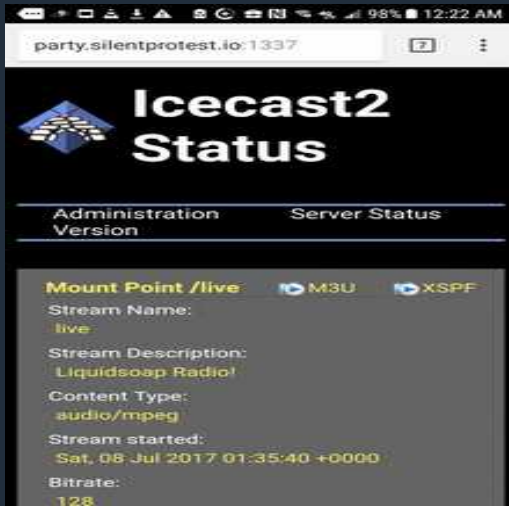 98% 12:22 AM
party.silentprotest.io:1337
7
Icecast2
Status
Administration Server Status
Version
Mount Point /live M3U XSPF
Stream Name:
live
Stream Description:
Liquidsoap Radio!
Content Type:
audio/mpeg
Stream started:
Sat, 08 Jul 2017 01:35:40 +0000
Bitrate:
128